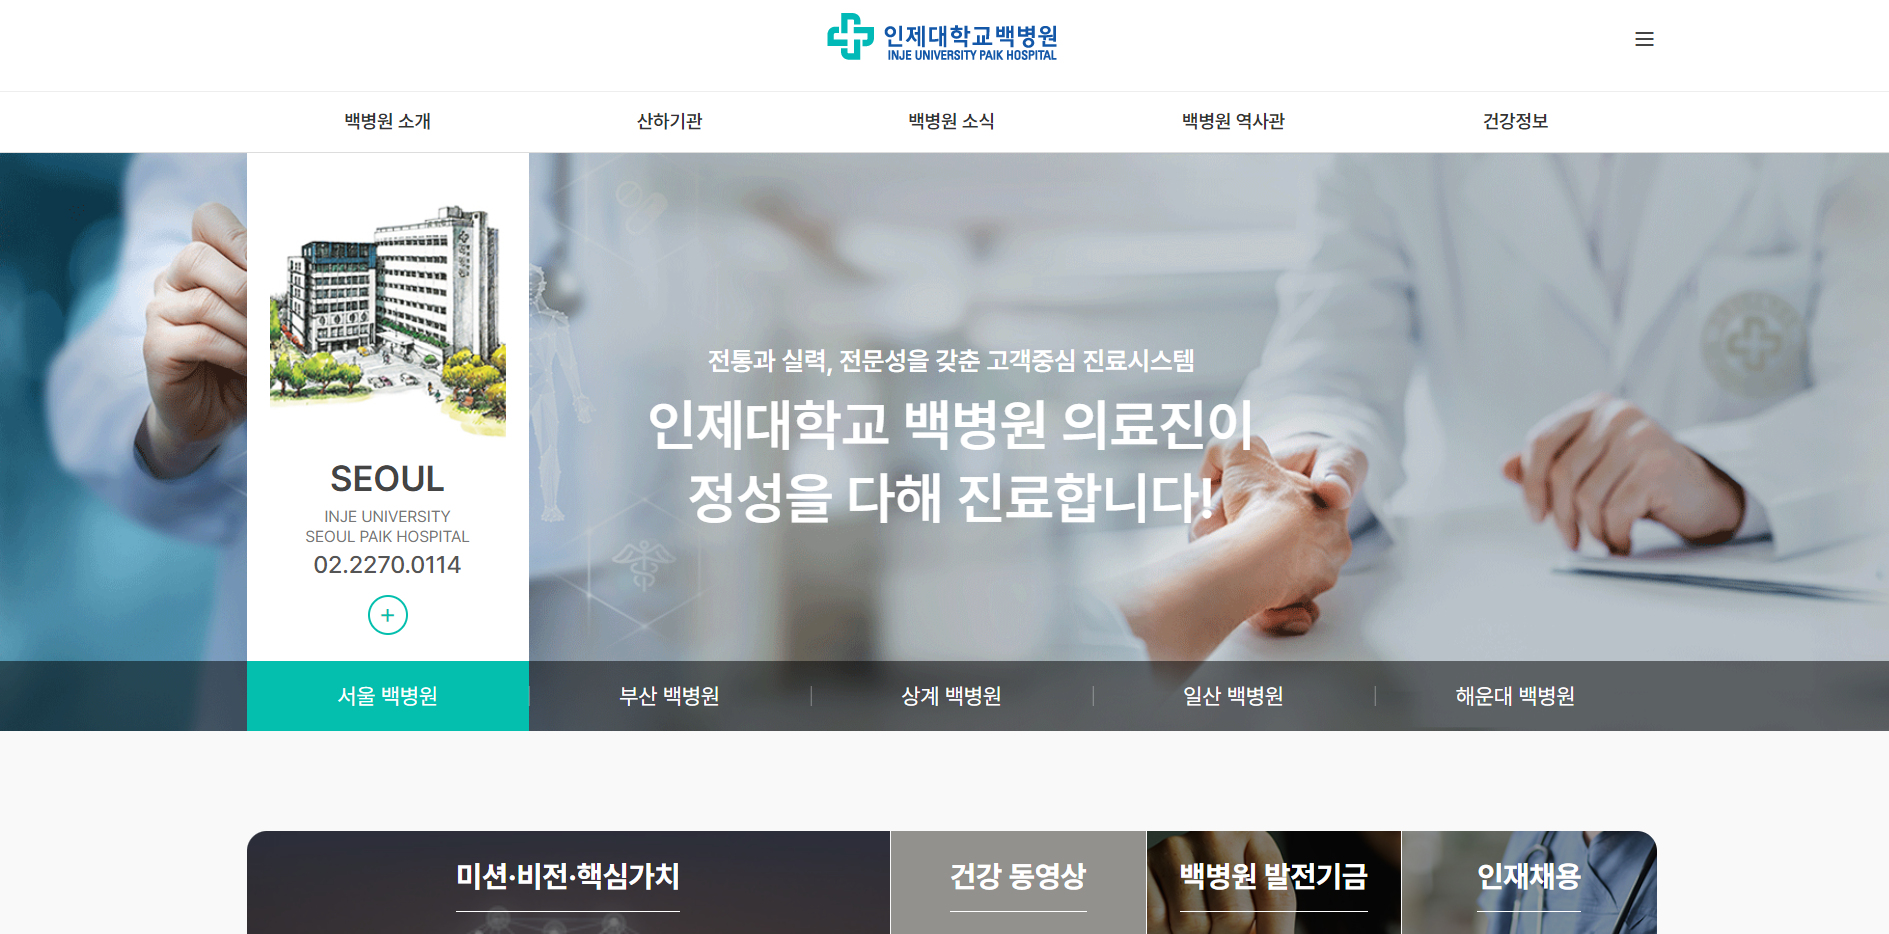 인제대학교백병원
INJE UNIVERSITY PAIK HOSPITAL
백병원 소개
산하기관
백병원 소식
백병원 역사관
건강정보
전통과 실력, 전문성을 갖춘 고객중심 진료시스템
인제대학교 백병원 의료진이
정성을 다해 진료합니다!
SEOUL
INJE UNIVERSITY
SEOUL PAIK HOSPITAL
02.2270.0114
서울 백병원
부산 백병원
상계 백병원
일산 백병원
해운대 백병원
미션·비전·핵심가치
건강 동영상
백병원 발전기금
인재채용